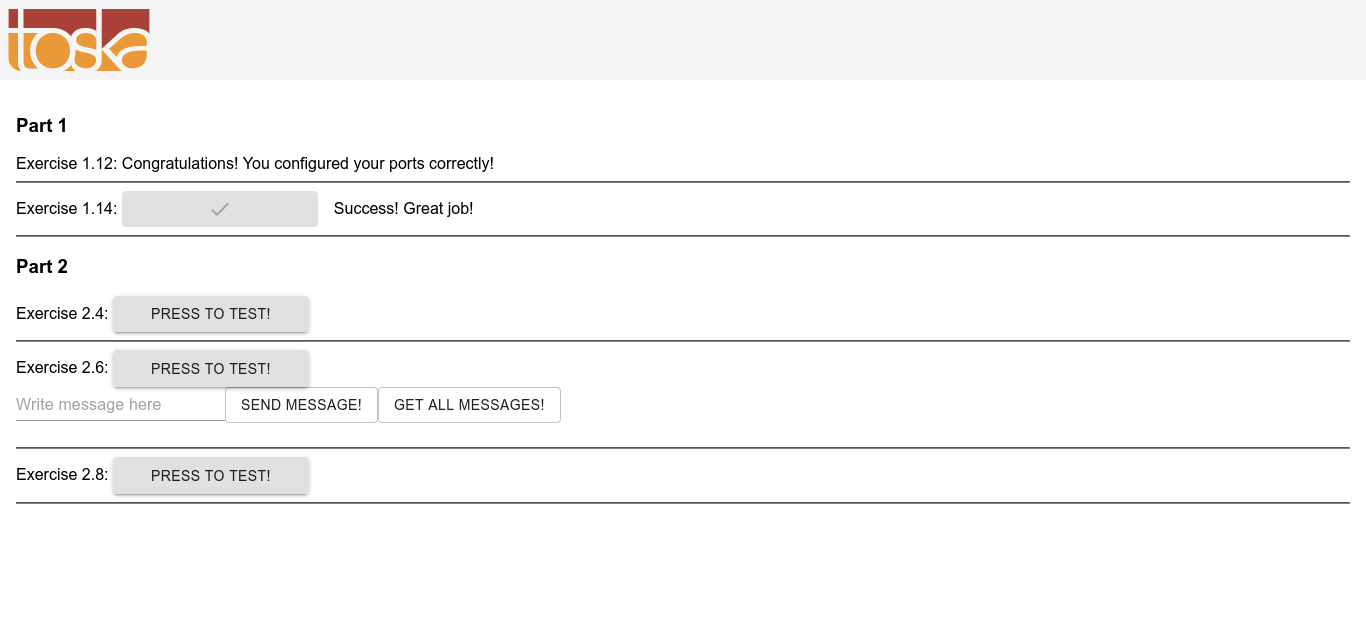 toska
Part 1
Exercise 1.12: Congratulations! You configured your ports correctly!
Exercise 1.14: Success! Great job!
Part 2
Exercise 2.4: PRESS TO TEST!
Exercise 2.6: PRESS TO TEST!
Write message here SEND MESSAGE! GET ALL MESSAGES!
Exercise 2.8: PRESS TO TEST!